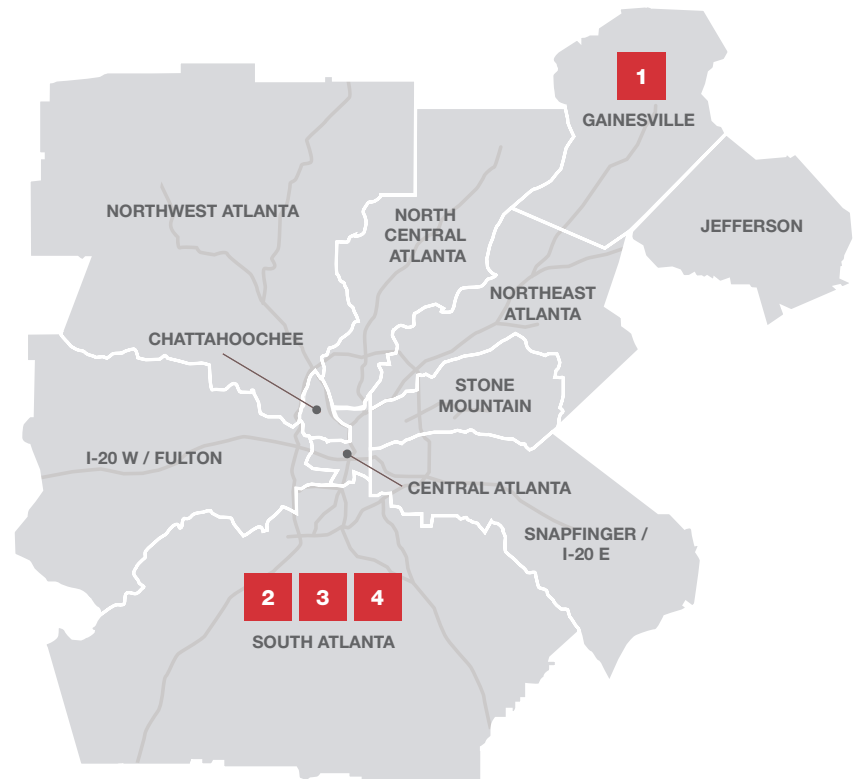 1
GAINESVILLE
NORTHWEST ATLANTA
NORTH
CENTRAL
ATLANTA
JEFFERSON
NORTHEAST
ATLANTA
CHATTAHOOCHEE
STONE
MOUNTAIN
I-20 W / FULTON
CENTRAL ATLANTA
SNAPFINGER /
I-20 E
2 3 4
SOUTH ATLANTA